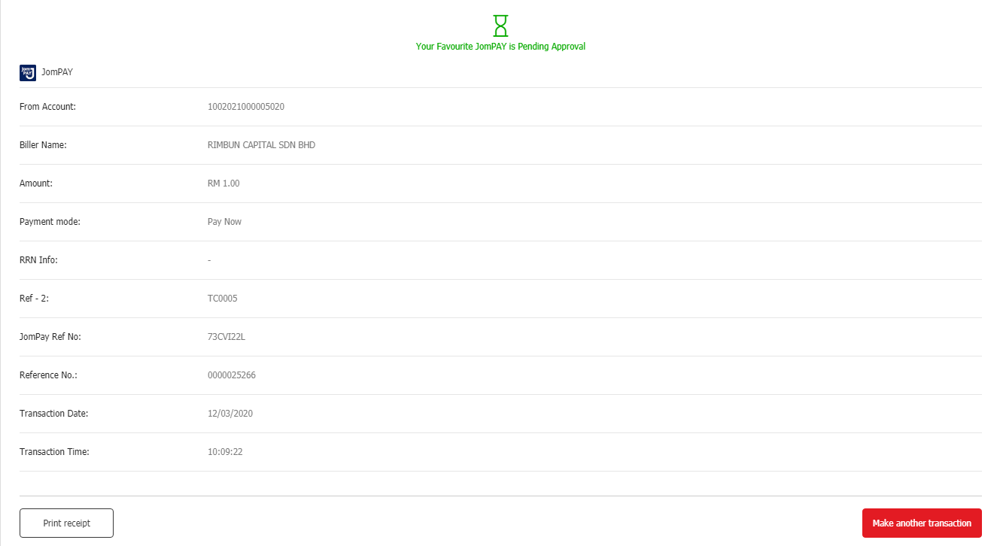 Your Favourite JomPAY is Pending Approval
Jom PAY JomPAY
From Account: 1002021000005020
Biller Name: RIMBUN CAPITAL SDN BHD
Amount: RM 1.00
Payment mode: Pay Now
RRN Info: -
Ref - 2: TC0005
JomPay Ref No: 73CVI22L
Reference No.: 0000025266
Transaction Date: 12/03/2020
Transaction Time: 10:09:22
Print receipt Make another transaction